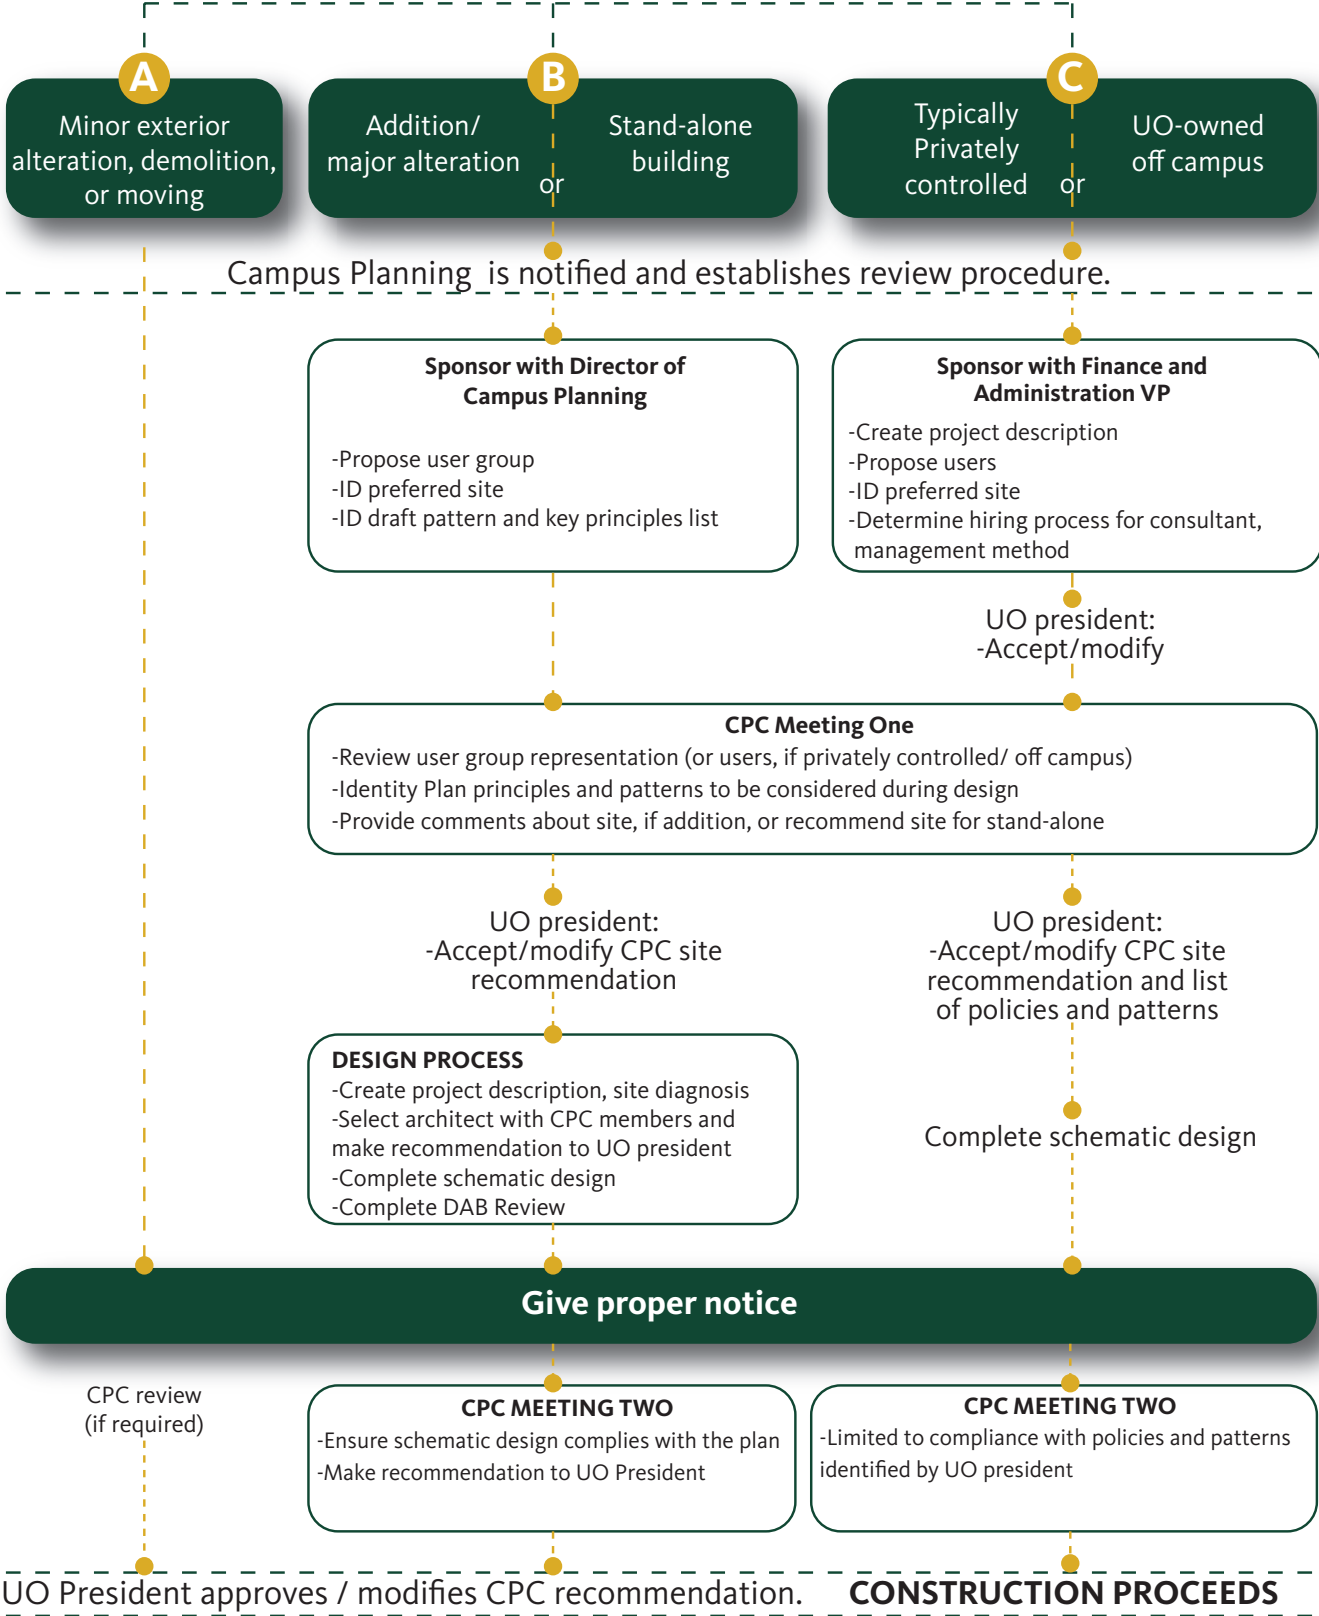 A
B
C
Minor exterior
alteration, demolition,
or moving
Addition/
major alteration
or
Stand-alone
building
Typically
Privately
controlled
or
UO-owned
off campus
Campus Planning is notified and establishes review procedure.
Sponsor with Director of
Campus Planning
-Propose user group
-ID preferred site
-ID draft pattern and key principles list
Sponsor with Finance and
Administration VP
-Create project description
-Propose users
-ID preferred site
-Determine hiring process for consultant,
management method
UO president:
-Accept/modify
CPC Meeting One
-Review user group representation (or users, if privately controlled/ off campus)
-Identity Plan principles and patterns to be considered during design
-Provide comments about site, if addition, or recommend site for stand-alone
UO president:
-Accept/modify CPC site
recommendation
UO president:
-Accept/modify CPC site
recommendation and list
of policies and patterns
DESIGN PROCESS
-Create project description, site diagnosis
-Select architect with CPC members and
make recommendation to UO president
-Complete schematic design
-Complete DAB Review
Complete schematic design
Give proper notice
CPC review
(if required)
CPC MEETING TWO
-Ensure schematic design complies with the plan
-Make recommendation to UO President
CPC MEETING TWO
-Limited to compliance with policies and patterns
identified by UO president
UO President approves / modifies CPC recommendation.
CONSTRUCTION PROCEEDS